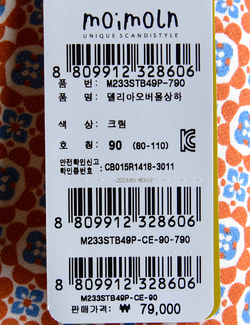 moimoln
UNIQUE SCANDISTYLE
8 809912 328606
품 번: M233STB49P-790
품 명: 델리아오버올상하
색 상: 크림
호 칭: 90 (80-110)
안전확인신고
확인증번호: CB015R1418-3011
8 809912 328606
M233STB49P-CE-90-790
8 809912 328606
M233STB49P-CE-90
판매가격: ₩ 79,000